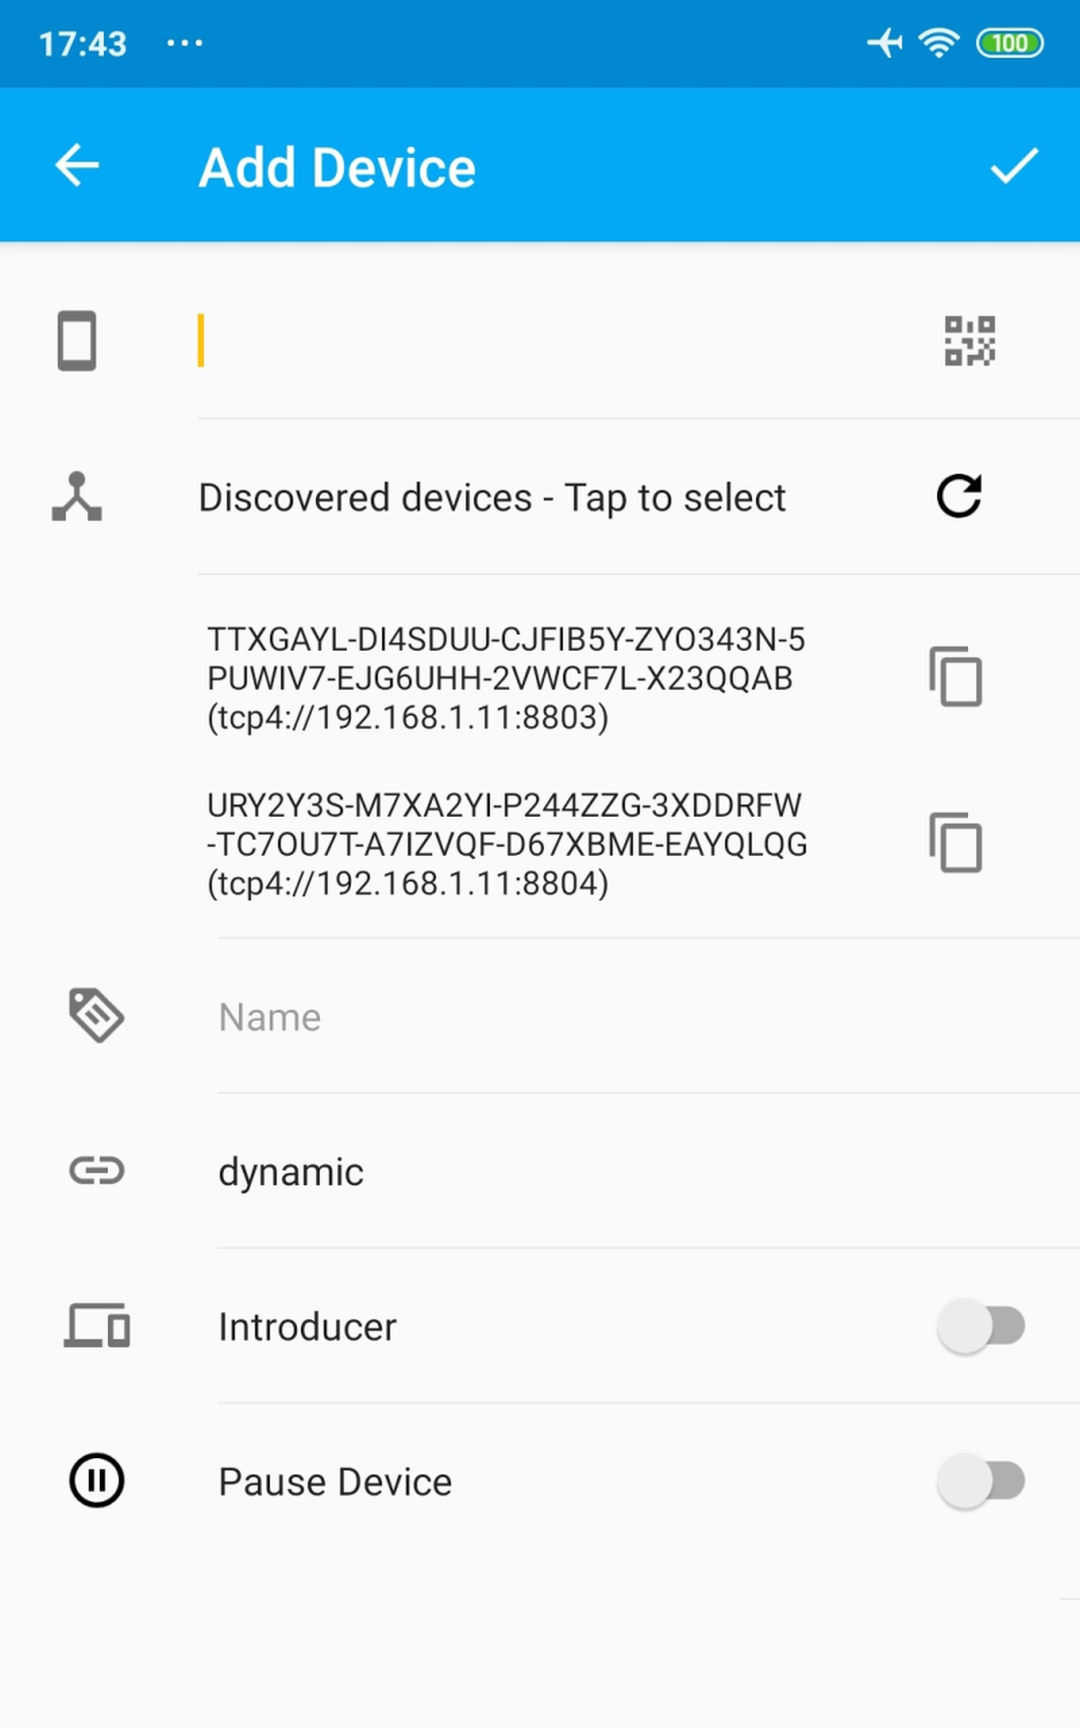 17:43 ...
100
Add Device
Discovered devices - Tap to select
TTXGAYL-DI4SDUU-CJFIB5Y-ZYO343N-5
PUWIV7-EJG6UHH-2VWCF7L-X23QQAB
(tcp4://192.168.1.11:8803)
URY2Y3S-M7XA2YI-P244ZZG-3XDDRFW
-TC7OU7T-A7IZVQF-D67XBME-EAYQLQG
(tcp4://192.168.1.11:8804)
Name
dynamic
Introducer
Pause Device